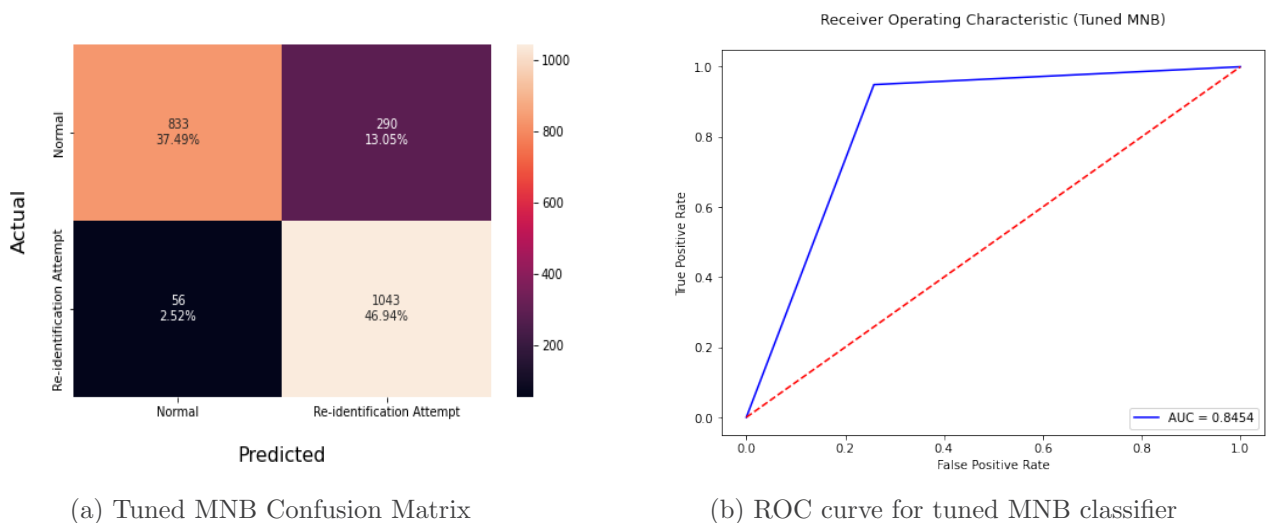 Normal
Re-identification Attempt
Actual
833
37.49%
290
13.05%
56
2.52%
1043
46.94%
Normal
Re-identification Attempt
Predicted
1000
800
600
400
200
(a) Tuned MNB Confusion Matrix
Receiver Operating Characteristic (Tuned MNB)
True Positive Rate
1.0
0.8
0.6
0.4
0.2
0.0
AUC = 0.8454
0.0 0.2 0.4 0.6 0.8 1.0
False Positive Rate
(b) ROC curve for tuned MNB classifier